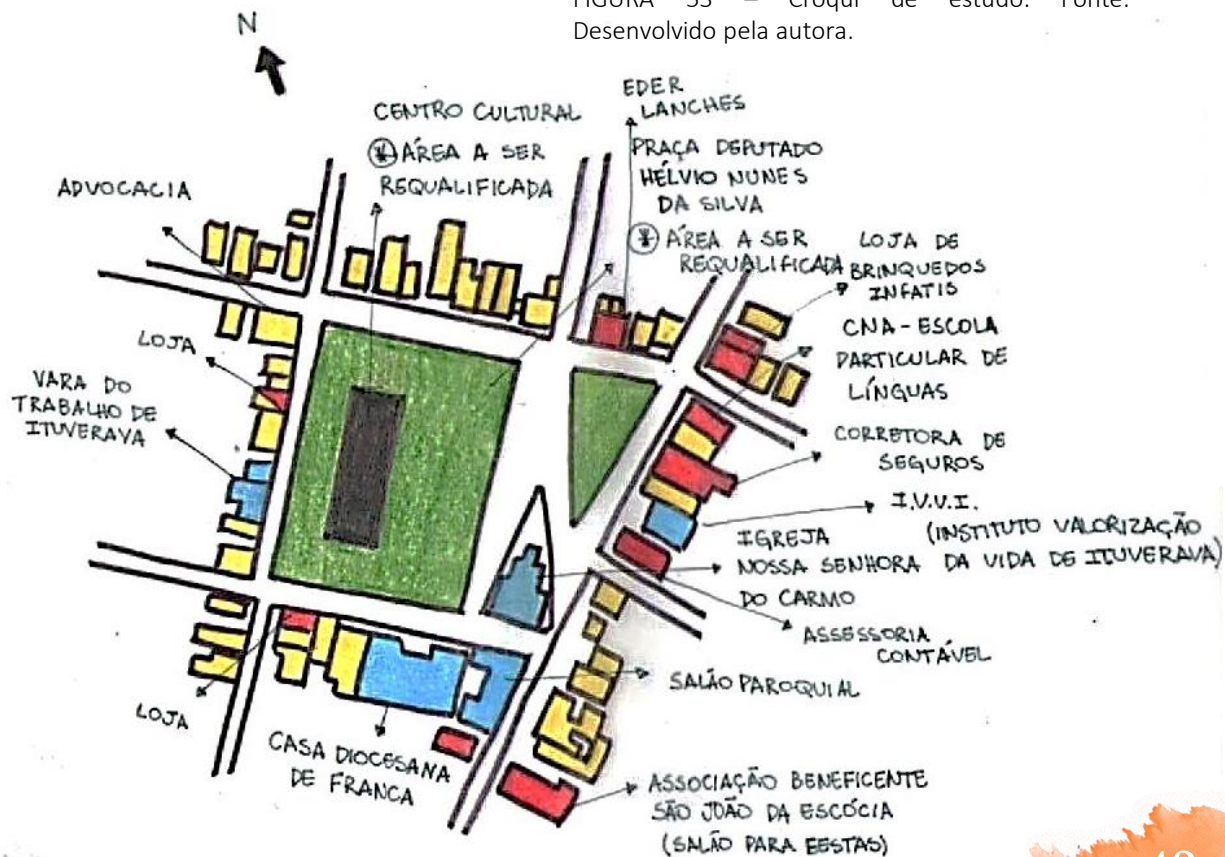 FIGURA 53 – Croqui de estudo. Fonte:
Desenvolvido pela autora.
N
EDER
LANCHES
CENTRO CULTURAL
* ÁREA A SER
REQUALIFICADA
PRAÇA DEPUTADO
HÉLVIO NUNES
DA SILVA
* ÁREA A SER
REQUALIFICADA
ADVOCACIA
LOJA DE
BRINQUEDOS
INFATIS
CNA - ESCOLA
PARTICULAR DE
LÍNGUAS
LOJA
VARA DO
TRABALHO DE
ITUVERAVA
CORRETORA DE
SEGUROS
I.V.V.I.
(INSTITUTO VALORIZAÇÃO
DA VIDA DE ITUVERAVA)
IGREJA
NOSSA SENHORA
DO CARMO
ASSESSORIA
CONTÁVEL
SALÃO PAROQUIAL
LOJA
CASA DIOCESANA
DE FRANCA
ASSOCIAÇÃO BENEFICENTE
SÃO JOÃO DA ESCÓCIA
(SALÃO PARA FESTAS)